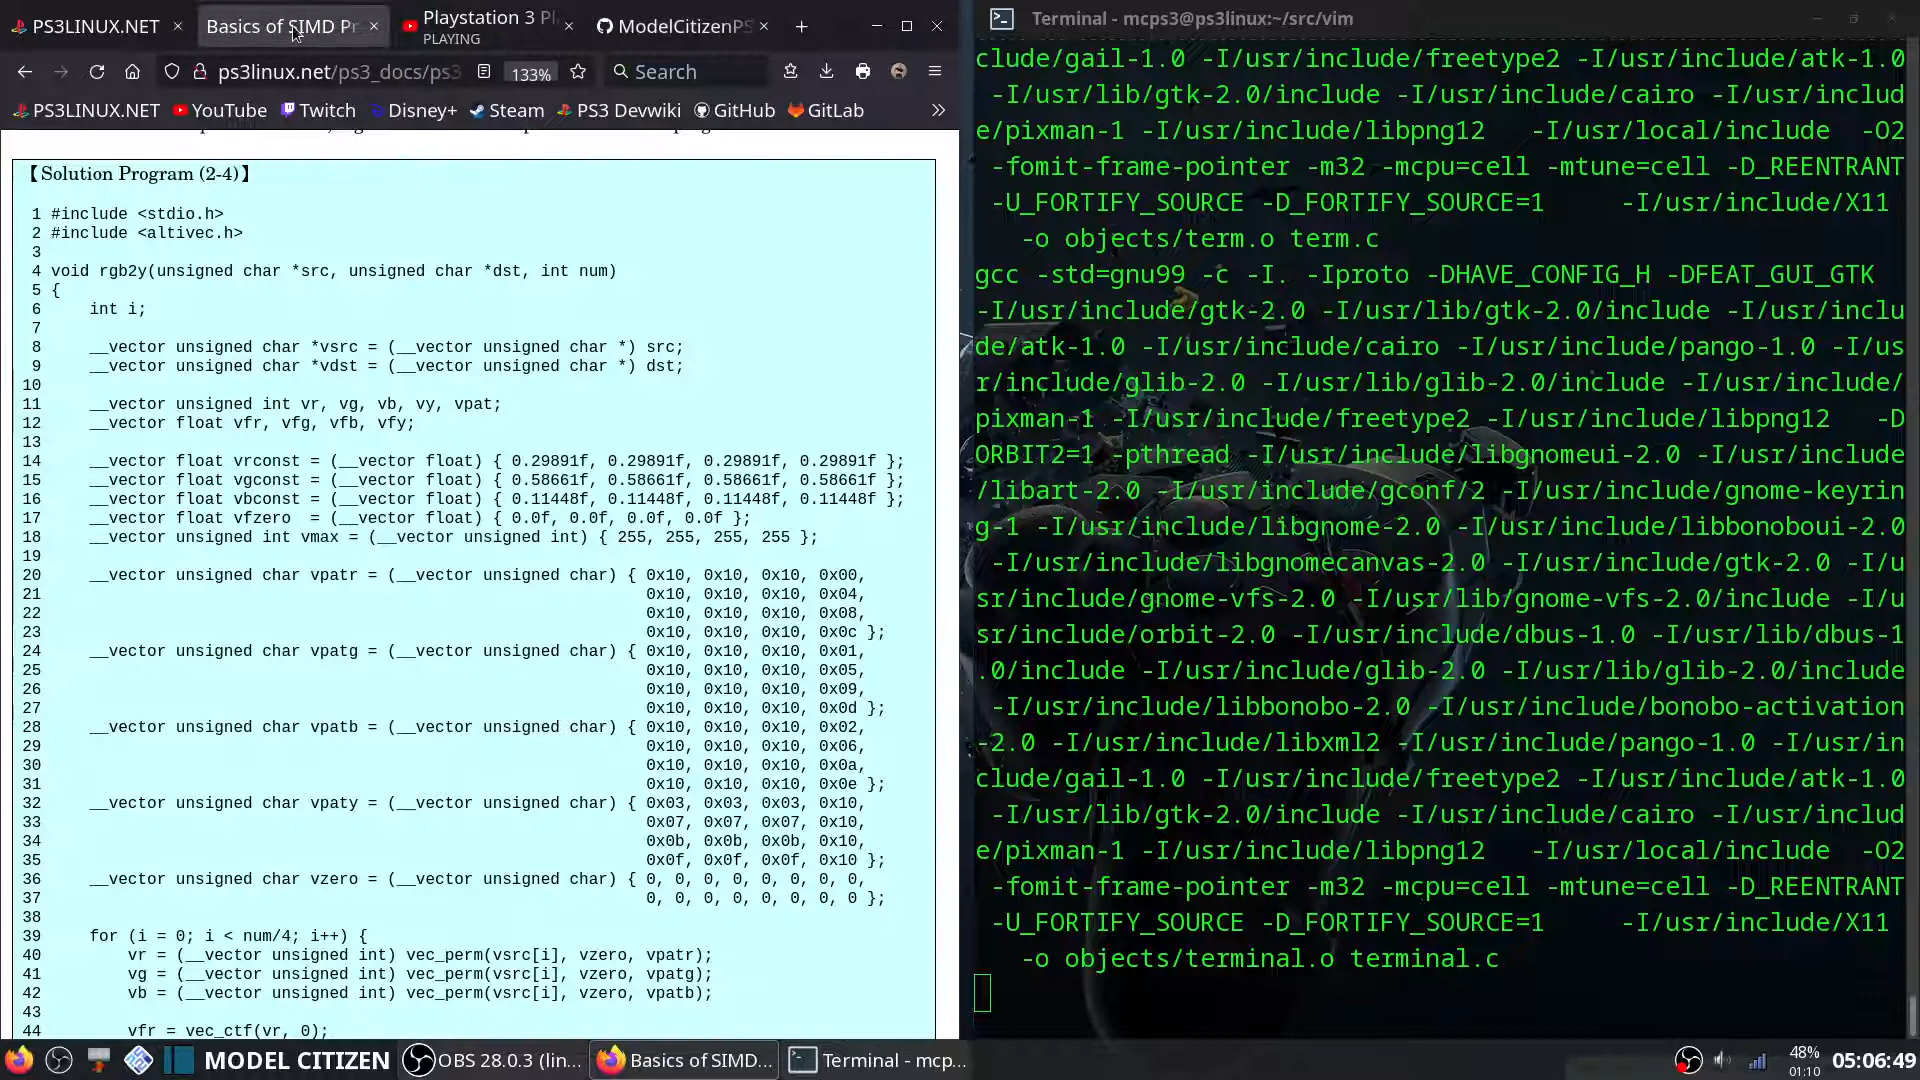 PS3LINUX.NET
Basics of SIMD Pr
Playstation 3 Pl
PLAYING
ModelCitizenPS
ps3linux.net/ps3_docs/ps3
133%
Search
PS3LINUX.NET
YouTube
Twitch
Disney+
Steam
PS3 Devwiki
GitHub
GitLab
【Solution Program (2-4)】
1 #include <stdio.h>
2 #include <altivec.h>
3
4 void rgb2y(unsigned char *src, unsigned char *dst, int num)
5 {
6     int i;
7
8     __vector unsigned char *vsrc = (__vector unsigned char *) src;
9     __vector unsigned char *vdst = (__vector unsigned char *) dst;
10
11     __vector unsigned int vr, vg, vb, vy, vpat;
12     __vector float vfr, vfg, vfb, vfy;
13
14     __vector float vrconst = (__vector float) { 0.29891f, 0.29891f, 0.29891f, 0.29891f };
15     __vector float vgconst = (__vector float) { 0.58661f, 0.58661f, 0.58661f, 0.58661f };
16     __vector float vbconst = (__vector float) { 0.11448f, 0.11448f, 0.11448f, 0.11448f };
17     __vector float vfzero  = (__vector float) { 0.0f, 0.0f, 0.0f, 0.0f };
18     __vector unsigned int vmax = (__vector unsigned int) { 255, 255, 255, 255 };
19
20     __vector unsigned char vpatr = (__vector unsigned char) { 0x10, 0x10, 0x10, 0x00,
21 0x10, 0x10, 0x10, 0x04,
22 0x10, 0x10, 0x10, 0x08,
23 0x10, 0x10, 0x10, 0x0c };
24     __vector unsigned char vpatg = (__vector unsigned char) { 0x10, 0x10, 0x10, 0x01,
25 0x10, 0x10, 0x10, 0x05,
26 0x10, 0x10, 0x10, 0x09,
27 0x10, 0x10, 0x10, 0x0d };
28     __vector unsigned char vpatb = (__vector unsigned char) { 0x10, 0x10, 0x10, 0x02,
29 0x10, 0x10, 0x10, 0x06,
30 0x10, 0x10, 0x10, 0x0a,
31 0x10, 0x10, 0x10, 0x0e };
32     __vector unsigned char vpaty = (__vector unsigned char) { 0x03, 0x03, 0x03, 0x10,
33 0x07, 0x07, 0x07, 0x10,
34 0x0b, 0x0b, 0x0b, 0x10,
35 0x0f, 0x0f, 0x0f, 0x10 };
36     __vector unsigned char vzero = (__vector unsigned char) { 0, 0, 0, 0, 0, 0, 0, 0,
37 0, 0, 0, 0, 0, 0, 0, 0 };
38
39     for (i = 0; i < num/4; i++) {
40         vr = (__vector unsigned int) vec_perm(vsrc[i], vzero, vpatr);
41         vg = (__vector unsigned int) vec_perm(vsrc[i], vzero, vpatg);
42         vb = (__vector unsigned int) vec_perm(vsrc[i], vzero, vpatb);
43
44         vfr = vec_ctf(vr, 0);
Terminal - mcps3@ps3linux:~/src/vim
clude/gail-1.0 -I/usr/include/freetype2 -I/usr/include/atk-1.0
-I/usr/lib/gtk-2.0/include -I/usr/include/cairo -I/usr/includ
e/pixman-1 -I/usr/include/libpng12   -I/usr/local/include  -O2
-fomit-frame-pointer -m32 -mcpu=cell -mtune=cell -D_REENTRANT
-U_FORTIFY_SOURCE -D_FORTIFY_SOURCE=1     -I/usr/include/X11
-o objects/term.o term.c
gcc -std=gnu99 -c -I. -Iproto -DHAVE_CONFIG_H -DFEAT_GUI_GTK
-I/usr/include/gtk-2.0 -I/usr/lib/gtk-2.0/include -I/usr/inclu
de/atk-1.0 -I/usr/include/cairo -I/usr/include/pango-1.0 -I/us
r/include/glib-2.0 -I/usr/lib/glib-2.0/include -I/usr/include/
pixman-1 -I/usr/include/freetype2 -I/usr/include/libpng12   -D
ORBIT2=1 -pthread -I/usr/include/libgnomeui-2.0 -I/usr/include
/libart-2.0 -I/usr/include/gconf/2 -I/usr/include/gnome-keyrin
g-1 -I/usr/include/libgnome-2.0 -I/usr/include/libbonoboui-2.0
-I/usr/include/libgnomecanvas-2.0 -I/usr/include/gtk-2.0 -I/u
sr/include/gnome-vfs-2.0 -I/usr/lib/gnome-vfs-2.0/include -I/u
sr/include/orbit-2.0 -I/usr/include/dbus-1.0 -I/usr/lib/dbus-1
.0/include -I/usr/include/glib-2.0 -I/usr/lib/glib-2.0/include
-I/usr/include/libbonobo-2.0 -I/usr/include/bonobo-activation
-2.0 -I/usr/include/libxml2 -I/usr/include/pango-1.0 -I/usr/in
clude/gail-1.0 -I/usr/include/freetype2 -I/usr/include/atk-1.0
-I/usr/lib/gtk-2.0/include -I/usr/include/cairo -I/usr/includ
e/pixman-1 -I/usr/include/libpng12   -I/usr/local/include  -O2
-fomit-frame-pointer -m32 -mcpu=cell -mtune=cell -D_REENTRANT
-U_FORTIFY_SOURCE -D_FORTIFY_SOURCE=1     -I/usr/include/X11
-o objects/terminal.o terminal.c
MODEL CITIZEN
OBS 28.0.3 (lin...
Basics of SIMD...
Terminal - mcp...
48%
01:10
05:06:49